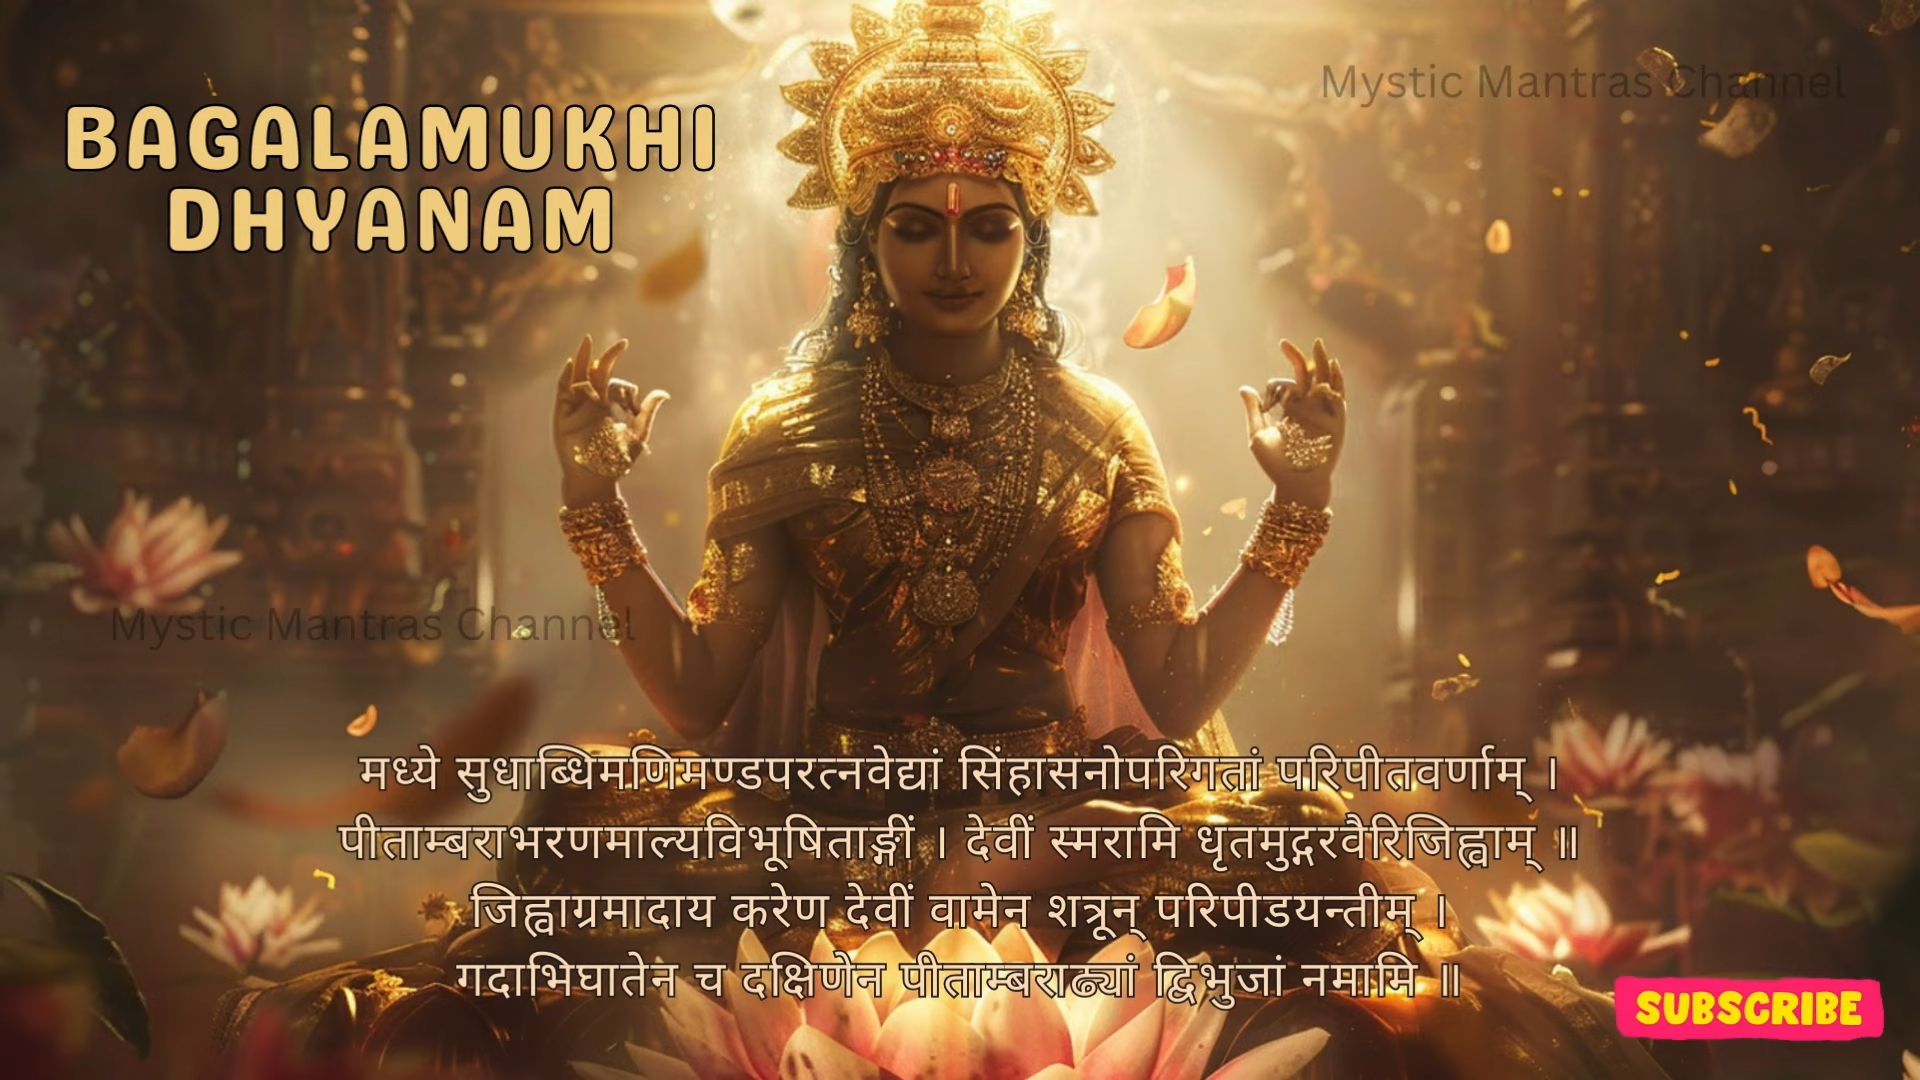 BAGALAMUKHI
DHYANAM
Mystic Mantras Channel
Mystic Mantras Channel
मध्ये सुधाब्धिमणिमण्डपरत्नवेद्यां सिंहासनोपरिगतां परिपीतवर्णाम् ।
पीताम्बराभरणमाल्यविभूषिताङ्गीं । देवीं स्मरामि धृतमुद्गरवैरिजिह्वाम् ॥
जिह्वाग्रमादाय करेण देवीं वामेन शत्रून् परिपीडयन्तीम् ।
गदाभिघातेन च दक्षिणेन पीताम्बराढ्यां द्विभुजां नमामि ॥
SUBSCRIBE